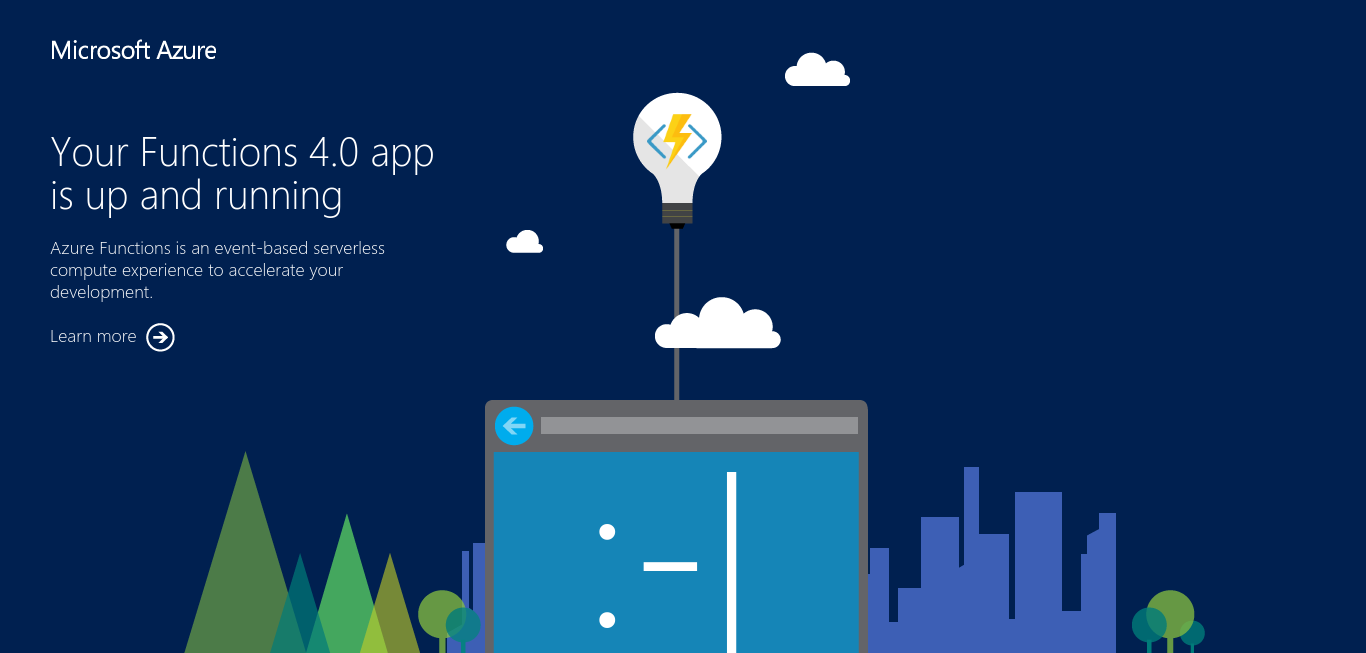 Microsoft Azure
Your Functions 4.0 app
is up and running
Azure Functions is an event-based serverless
compute experience to accelerate your
development.
Learn more